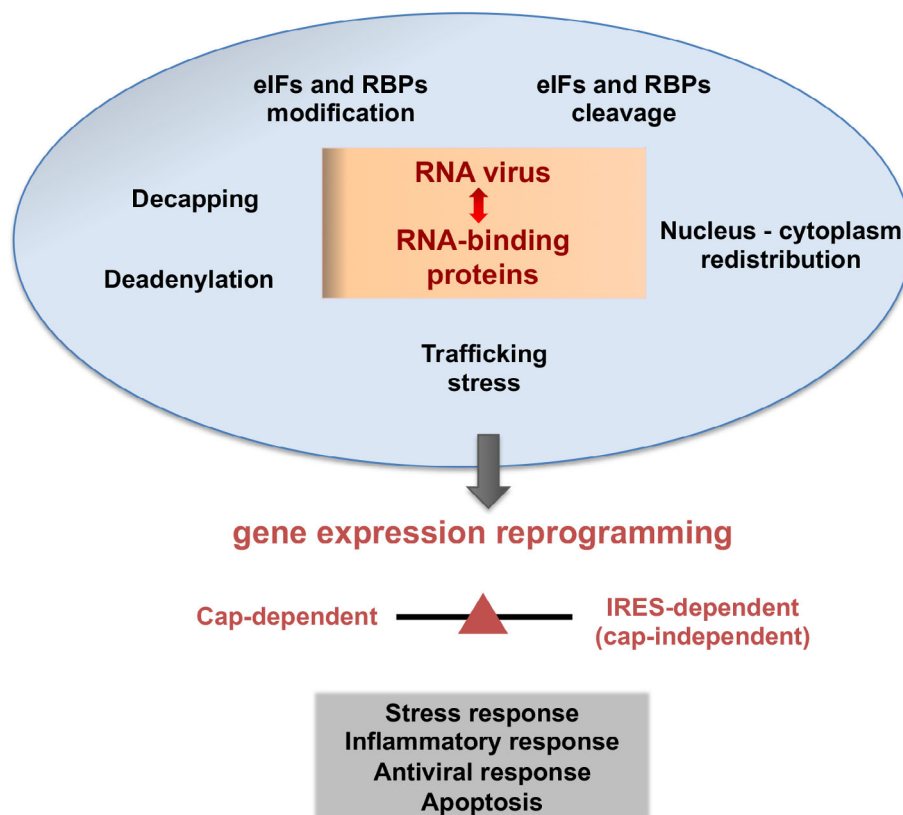 eIFs and RBPs
modification
eIFs and RBPs
cleavage
Decapping
Deadenylation
RNA virus
RNA-binding
proteins
Nucleus - cytoplasm
redistribution
Trafficking
stress
gene expression reprogramming
Cap-dependent
IRES-dependent
(cap-independent)
Stress response
Inflammatory response
Antiviral response
Apoptosis